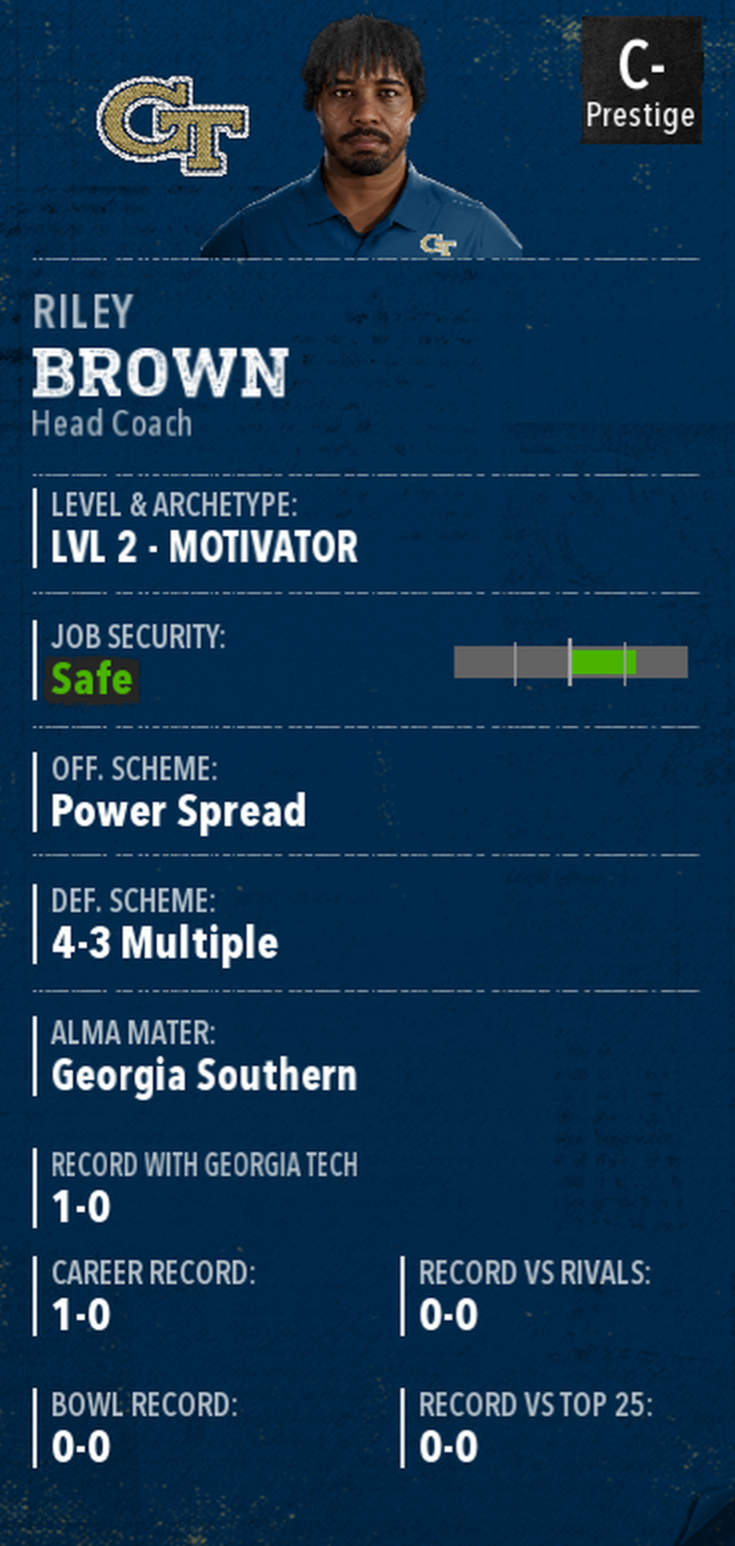 GT
C-
Prestige
GT
RILEY
BROWN
Head Coach
LEVEL & ARCHETYPE:
LVL 2 - MOTIVATOR
JOB SECURITY:
Safe
OFF. SCHEME:
Power Spread
DEF. SCHEME:
4-3 Multiple
ALMA MATER:
Georgia Southern
RECORD WITH GEORGIA TECH
1-0
CAREER RECORD:
1-0
RECORD VS RIVALS:
0-0
BOWL RECORD:
0-0
RECORD VS TOP 25:
0-0